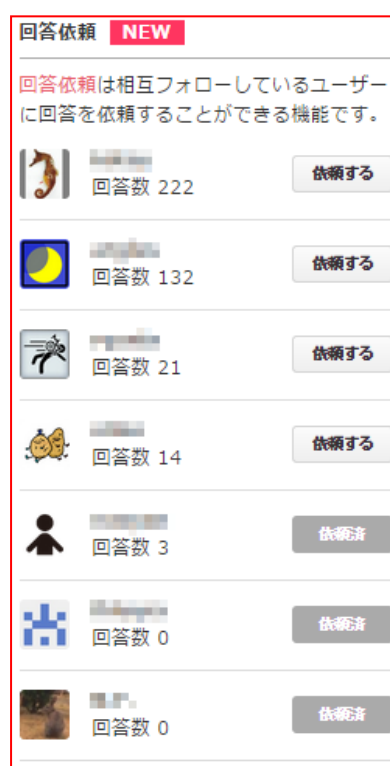 回答依頼 NEW
回答依頼は相互フォローしているユーザー
に回答を依頼することができる機能です。
回答数 222
依頼する
回答数 132
依頼する
回答数 21
依頼する
回答数 14
依頼する
回答数 3
依頼済
回答数 0
依頼済
回答数 0
依頼済